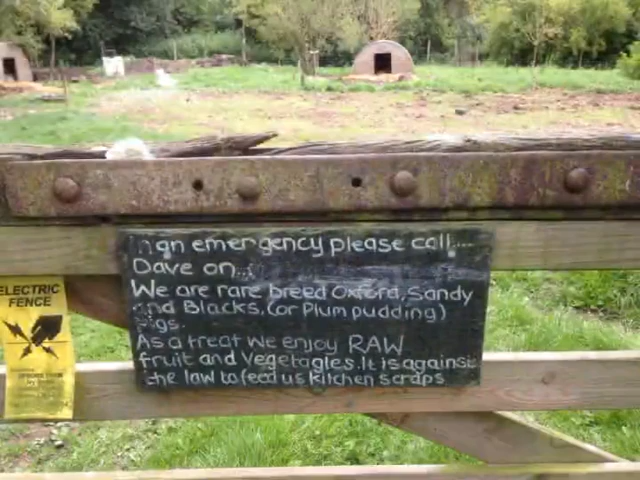 In an emergency please call....
Dave on...
We are rare breed Oxford, Sandy
and Blacks, (or Plum pudding)
Pigs.
As a treat we enjoy RAW
fruit and Vegetagles. It is against
the law to feed us kitchen scraps
ELECTRIC
FENCE